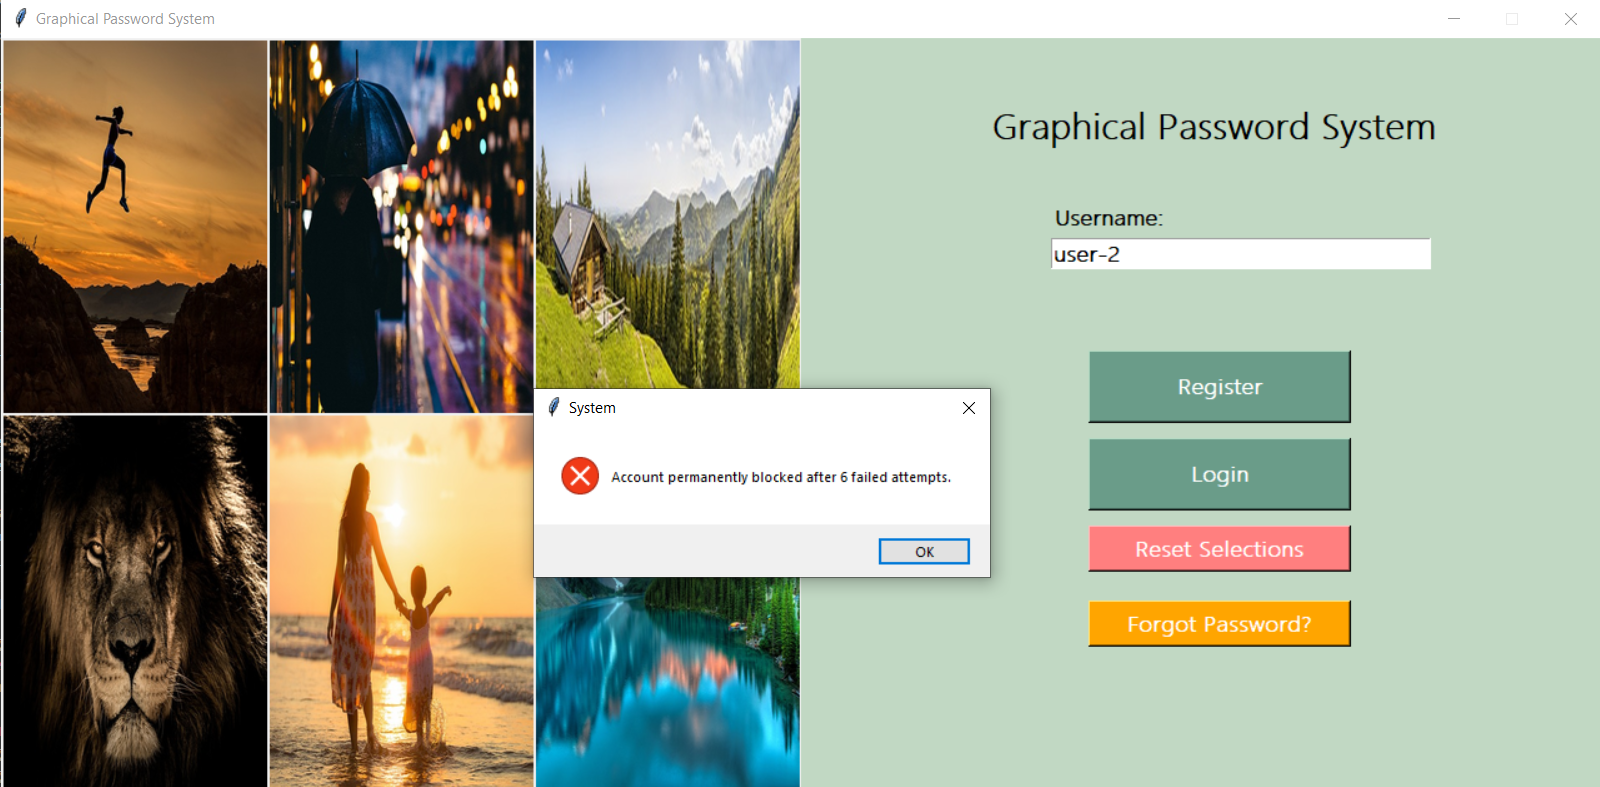 Graphical Password System
Graphical Password System
Username:
user-2
Register
Login
Reset Selections
Forgot Password?
System
Account permanently blocked after 6 failed attempts.
OK